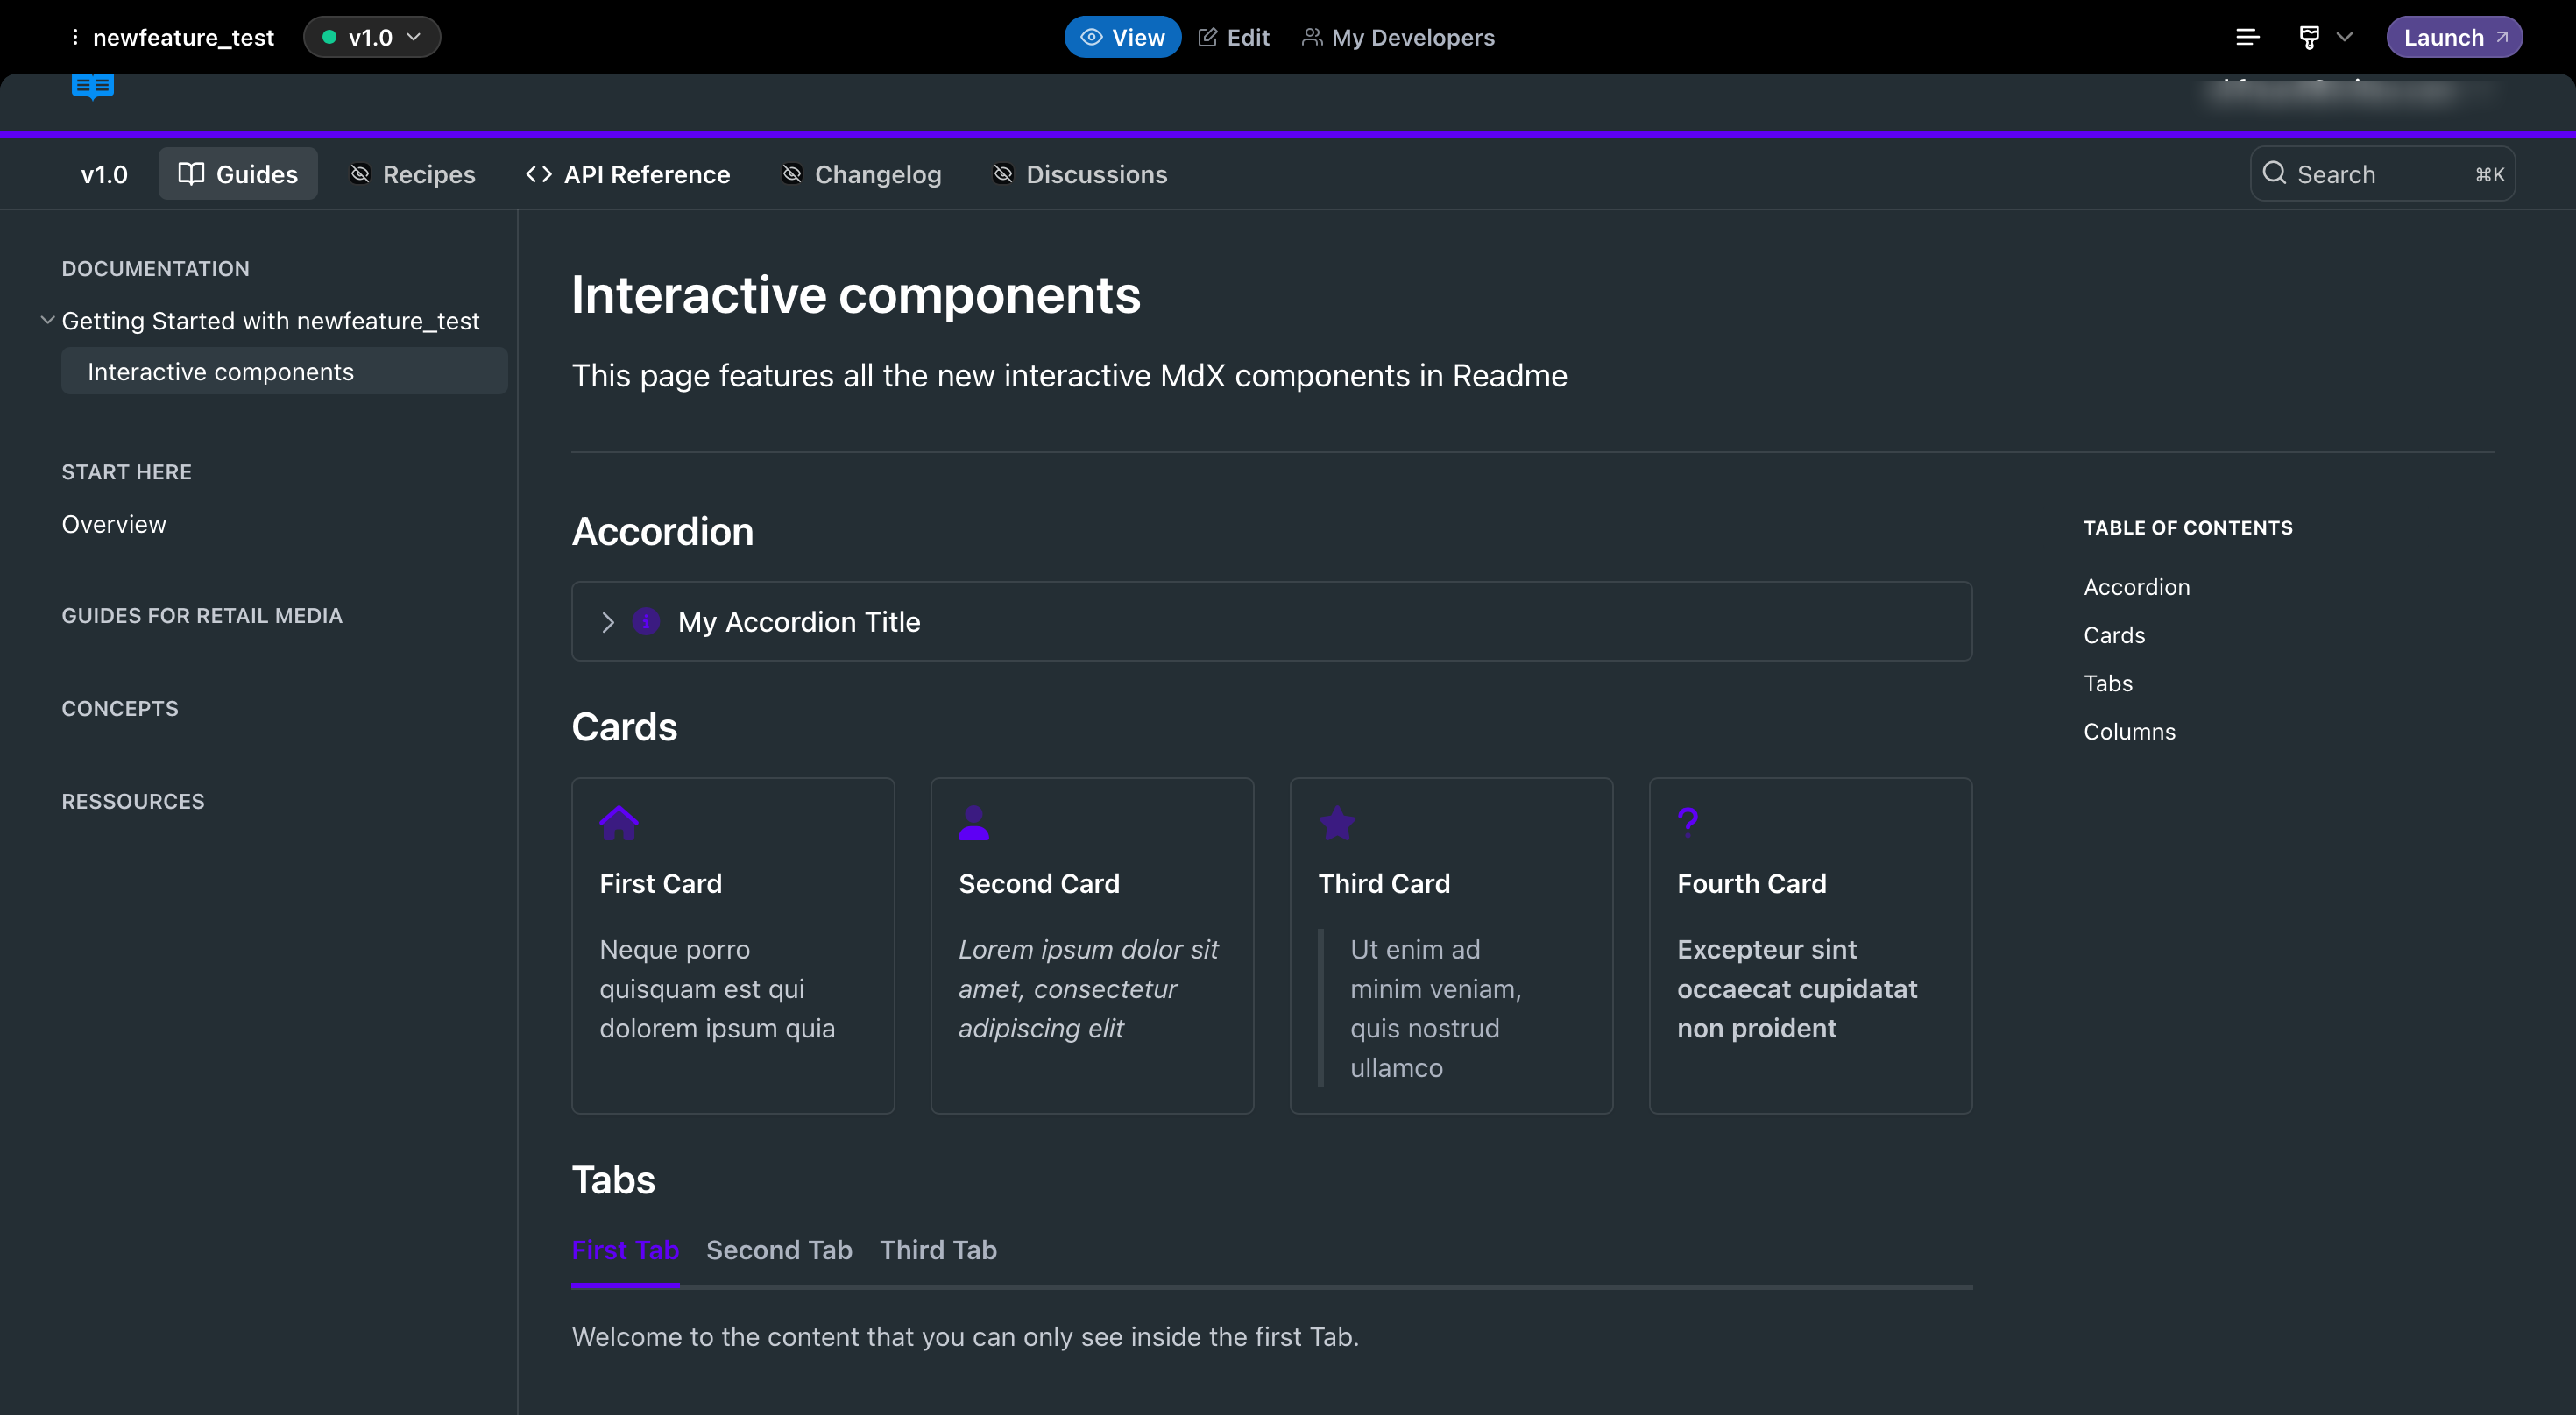 newfeature_test
v1.0
View
Edit
My Developers
Launch
v1.0
Guides
Recipes
API Reference
Changelog
Discussions
Search
⌘K
DOCUMENTATION
Getting Started with newfeature_test
Interactive components
START HERE
Overview
GUIDES FOR RETAIL MEDIA
CONCEPTS
RESSOURCES
Interactive components
This page features all the new interactive MdX components in Readme
Accordion
My Accordion Title
Cards
First Card
Neque porro
quisquam est qui
dolorem ipsum quia
Second Card
Lorem ipsum dolor sit
amet, consectetur
adipiscing elit
Third Card
Ut enim ad
minim veniam,
quis nostrud
ullamco
Fourth Card
Excepteur sint
occaecat cupidatat
non proident
Tabs
First Tab
Second Tab
Third Tab
Welcome to the content that you can only see inside the first Tab.
TABLE OF CONTENTS
Accordion
Cards
Tabs
Columns